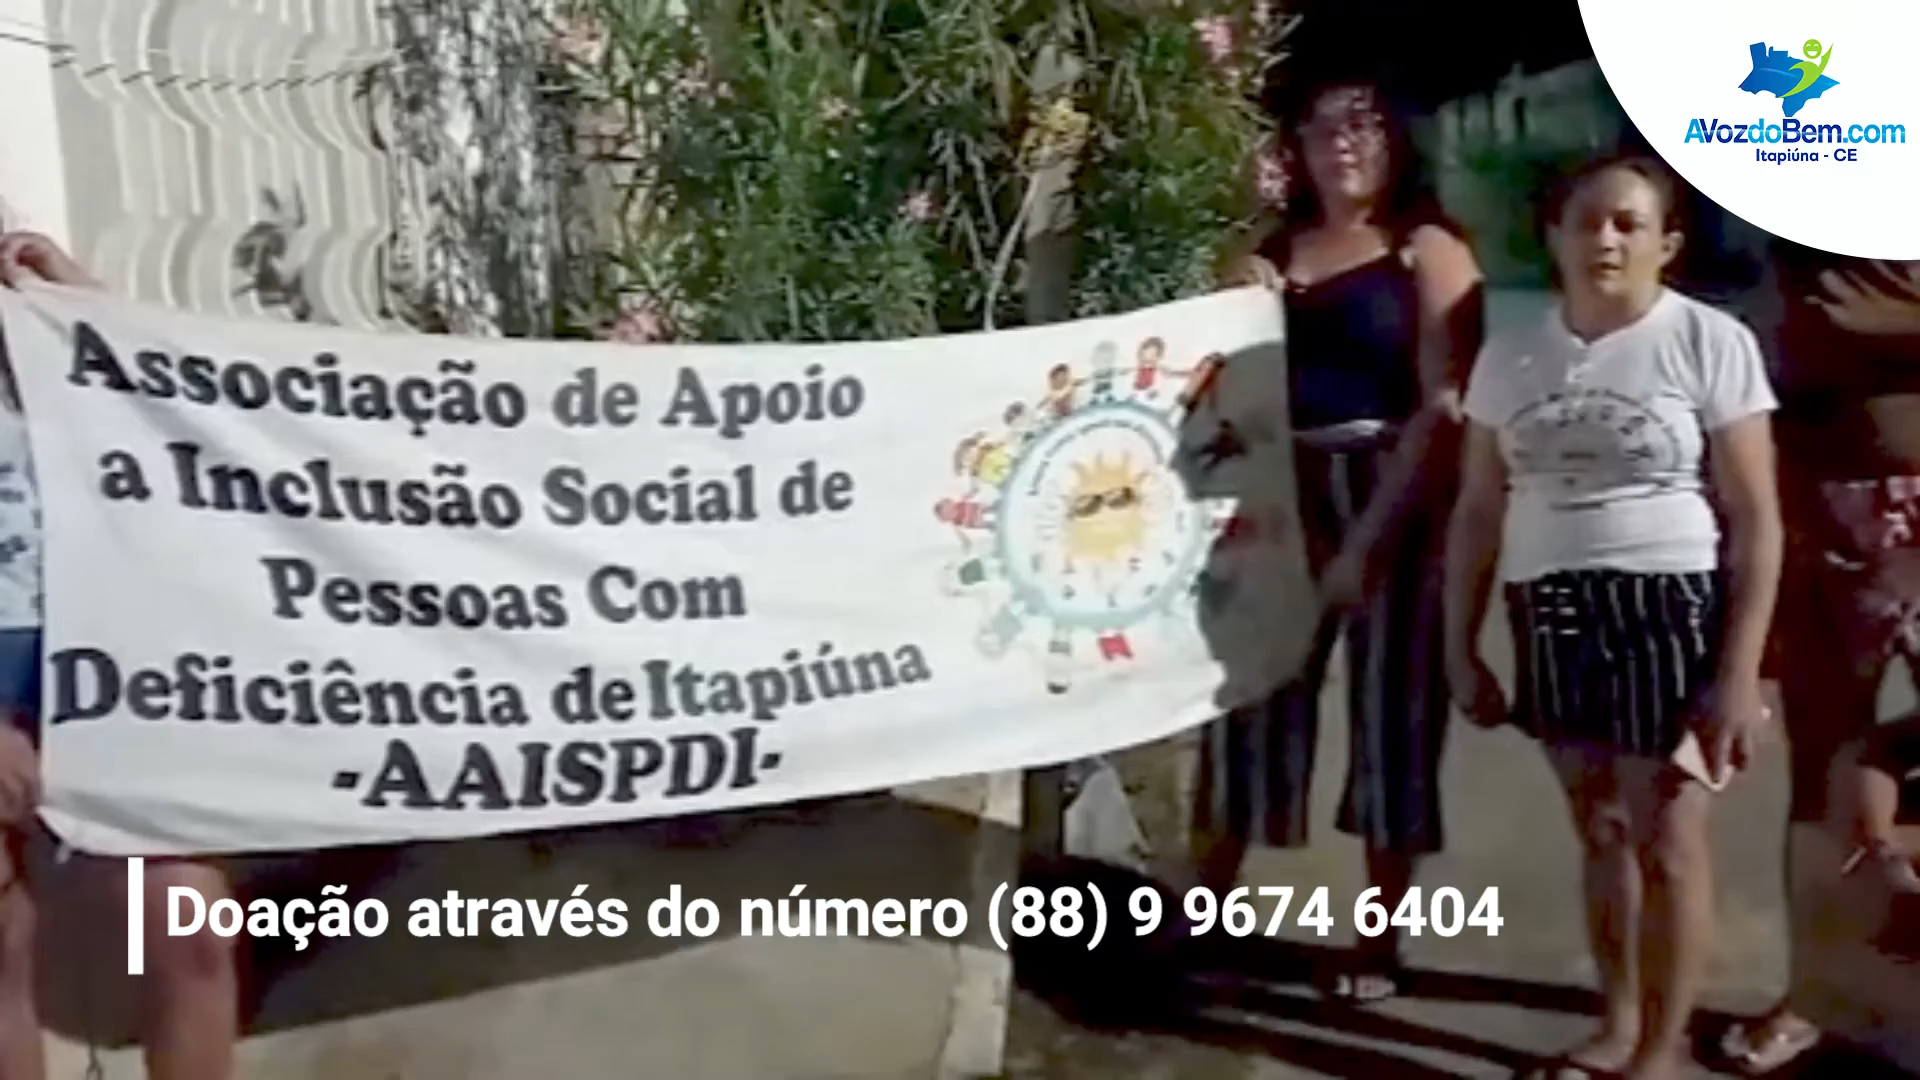 AVozdoBem.com
Itapiúna - CE
Associação de Apoio
a Inclusão Social de
Pessoas Com
Deficiência de Itapiúna
-AAISPDI-
Doação através do número (88) 9 9674 6404